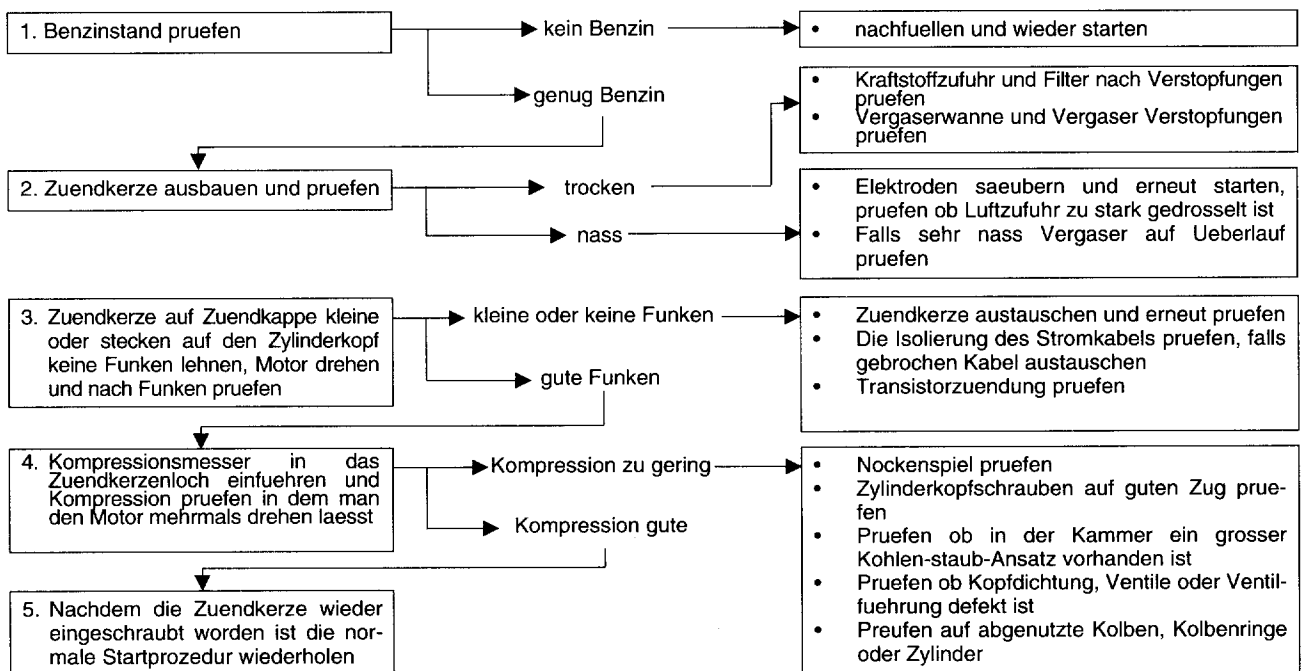 1. Benzinstand pruefen
kein Benzin
• nachfuellen und wieder starten
genug Benzin
• Kraftstoffzufuhr und Filter nach Verstopfungen
pruefen
• Vergaserwanne und Vergaser Verstopfungen
pruefen
2. Zuendkerze ausbauen und pruefen
trocken
nass
• Elektroden saeubern und erneut starten,
pruefen ob Luftzufuhr zu stark gedrosselt ist
• Falls sehr nass Vergaser auf Ueberlauf
pruefen
3. Zuendkerze auf Zuendkappe kleine
oder stecken auf den Zylinderkopf
keine Funken lehnen, Motor drehen
und nach Funken pruefen
kleine oder keine Funken
gute Funken
• Zuendkerze austauschen und erneut pruefen
• Die Isolierung des Stromkabels pruefen, falls
gebrochen Kabel austauschen
• Transistorzuendung pruefen
4. Kompressionsmesser in das
Zuendkerzenloch einfuehren und
Kompression pruefen in dem man
den Motor mehrmals drehen laesst
Kompression zu gering
Kompression gute
• Nockenspiel pruefen
• Zylinderkopfschrauben auf guten Zug prue-
fen
• Pruefen ob in der Kammer ein grosser
Kohlen-staub-Ansatz vorhanden ist
• Pruefen ob Kopfdichtung, Ventile oder Ventil-
fuehrung defekt ist
• Preufen auf abgenutzte Kolben, Kolbenringe
oder Zylinder
5. Nachdem die Zuendkerze wieder
eingeschraubt worden ist die nor-
male Startprozedur wiederholen